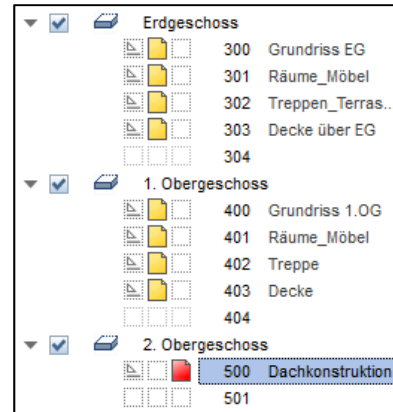 Erdgeschoss
300 Grundriss EG
301 Räume_Möbel
302 Treppen_Terras..
303 Decke über EG
304
1. Obergeschoss
400 Grundriss 1.OG
401 Räume_Möbel
402 Treppe
403 Decke
404
2. Obergeschoss
500 Dachkonstruktion
501